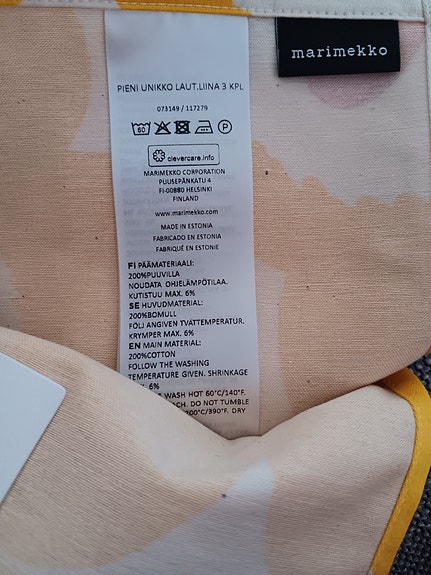 marimekko
PIENI UNIKKO LAUT.LIINA 3 KPL
073149 / 117279
60
P
clevercare.info
MARIMEKKO CORPORATION
PUUSEPÄNKATU 4
FI-00880 HELSINKI
FINLAND
www.marimekko.com
MADE IN ESTONIA
FABRICADO EN ESTONIA
FABRIQUÉ EN ESTONIE
FI PÄÄMATERIAALI:
200%PUUVILLA
NOUDATA OHJELÄMPÖTILAA.
KUTISTUU MAX. 6%
SE HUVUDMATERIAL:
200%BOMULL
FÖLJ ANGIVEN TVÄTTEMPERATUR.
KRYMPER MAX. 6%
EN MAIN MATERIAL:
200%COTTON
FOLLOW THE WASHING
TEMPERATURE GIVEN. SHRINKAGE
6%
WASH HOT 60°C/140°F.
DO NOT TUMBLE
200°C/390°F. DRY